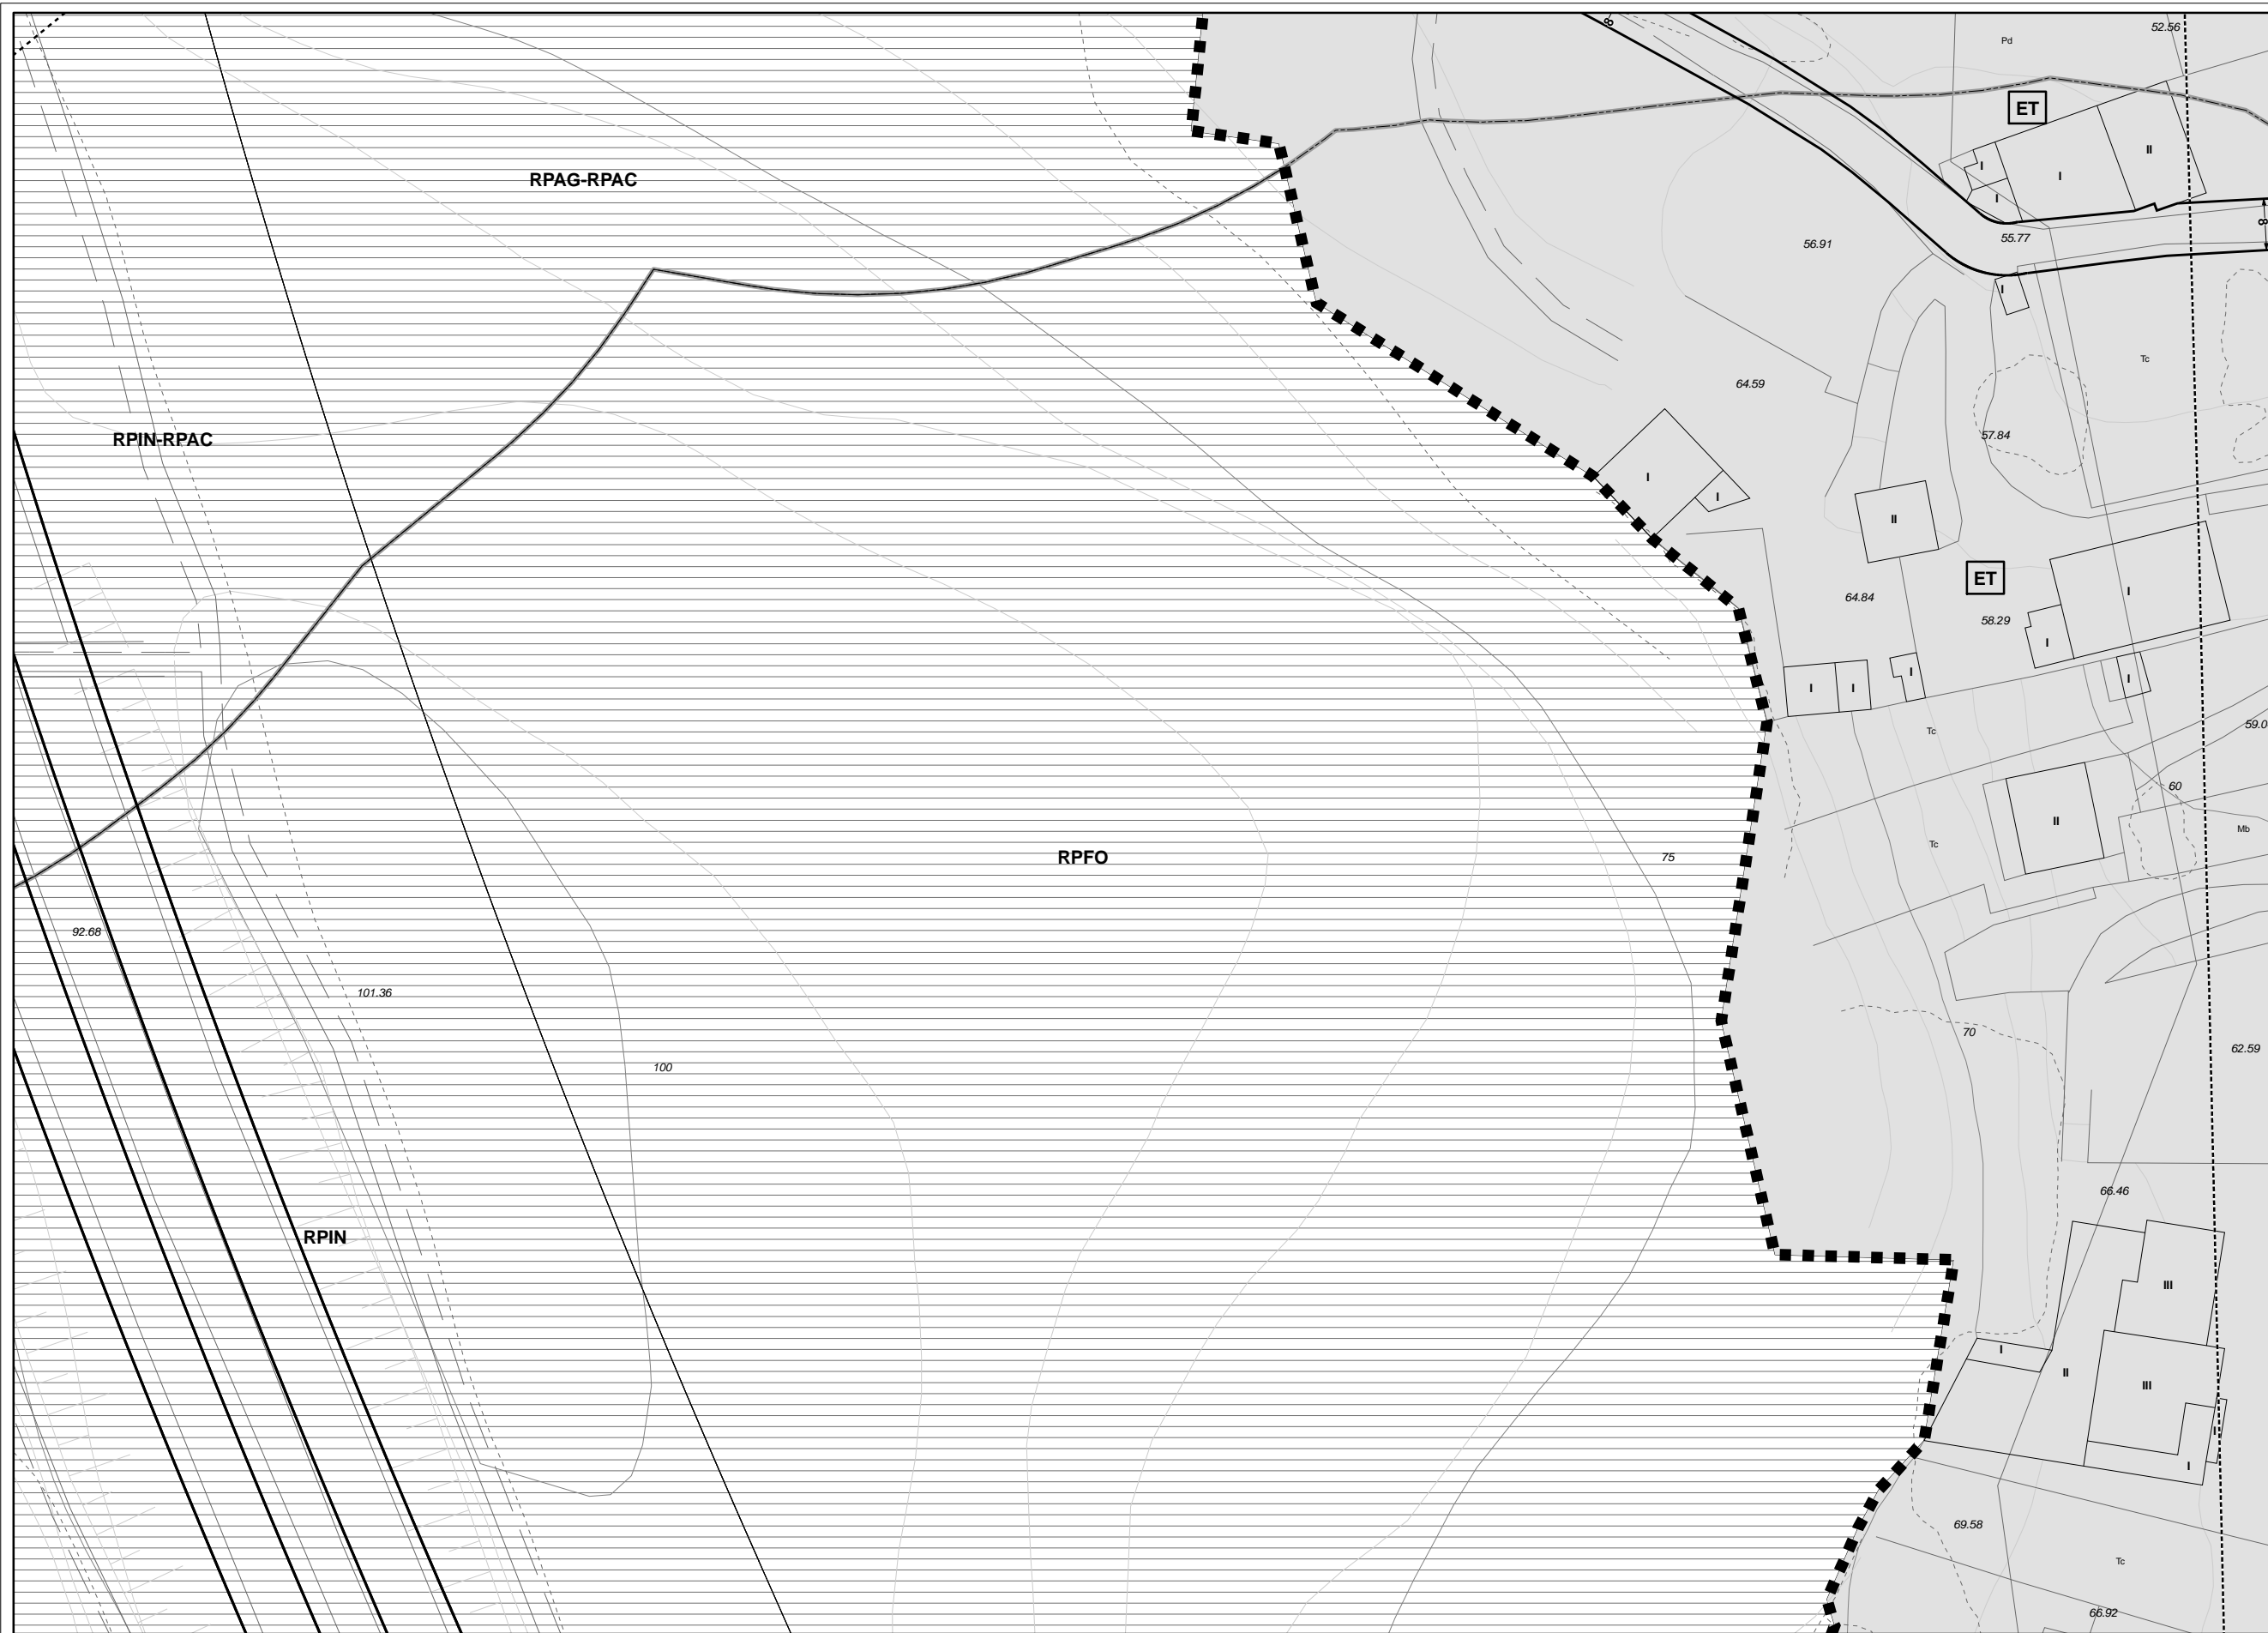 8
52.56
Pd
ET
II
I
I
I
RPAG-RPAC
8
55.77
56.91
I
Tc
64.59
57.84
RPIN-RPAC
I
I
II
ET
I
64.84
58.29
I
I
I
I
I
59.0
Tc
60
II
Mb
Tc
RPFO
75
92.68
101.36
70
62.59
100
66.46
RPIN
III
I
II
III
I
I
69.58
Tc
66.92